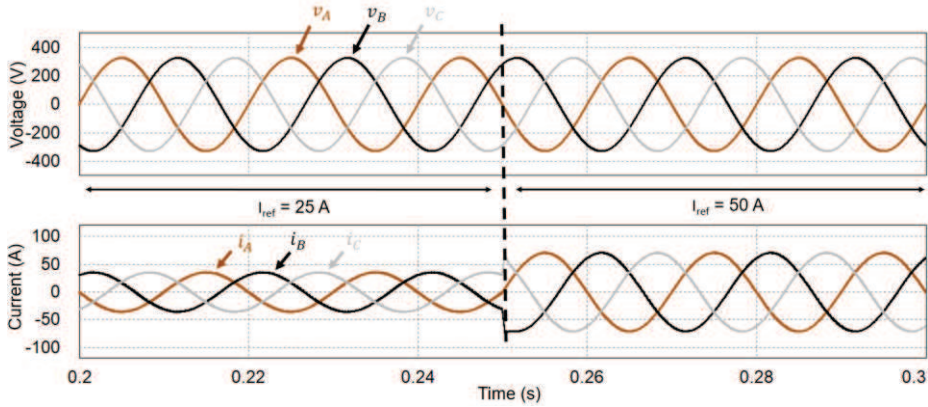 v_A v_B v_C
400
200
0
-200
-400
Voltage (V)
I_ref = 25 A I_ref = 50 A
i_A i_B i_C
100
50
0
-50
-100
Current (A)
0.2 0.22 0.24 0.26 0.28 0.3
Time (s)